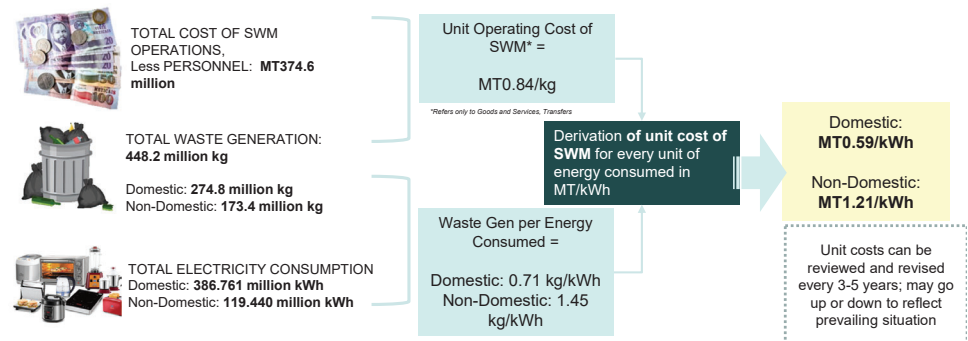 TOTAL COST OF SWM
OPERATIONS,
Less PERSONNEL: MT374.6
million
TOTAL WASTE GENERATION:
448.2 million kg
Domestic: 274.8 million kg
Non-Domestic: 173.4 million kg
TOTAL ELECTRICITY CONSUMPTION
Domestic: 386.761 million kWh
Non-Domestic: 119.440 million kWh
Unit Operating Cost of
SWM* =
MT0.84/kg
*Refers only to Goods and Services, Transfers
Waste Gen per Energy
Consumed =
Domestic: 0.71 kg/kWh
Non-Domestic: 1.45
kg/kWh
Derivation of unit cost of
SWM for every unit of
energy consumed in
MT/kWh
Domestic:
MT0.59/kWh
Non-Domestic:
MT1.21/kWh
Unit costs can be
reviewed and revised
every 3-5 years; may go
up or down to reflect
prevailing situation